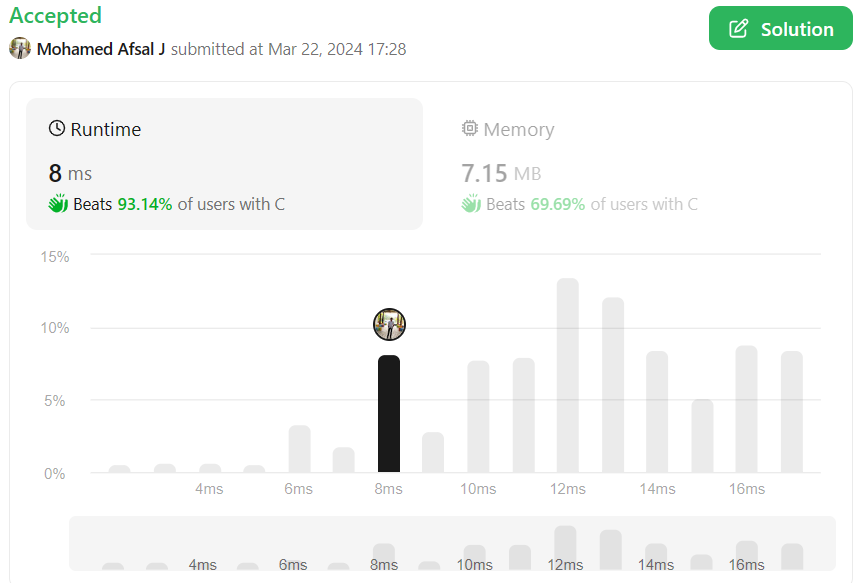 Accepted
Mohamed Afsal J submitted at Mar 22, 2024 17:28
Solution
Runtime
8 ms
Beats 93.14% of users with C
Memory
7.15 MB
Beats 69.69% of users with C
15%
10%
5%
0%
4ms 6ms 8ms 10ms 12ms 14ms 16ms
4ms 6ms 8ms 10ms 12ms 14ms 16ms